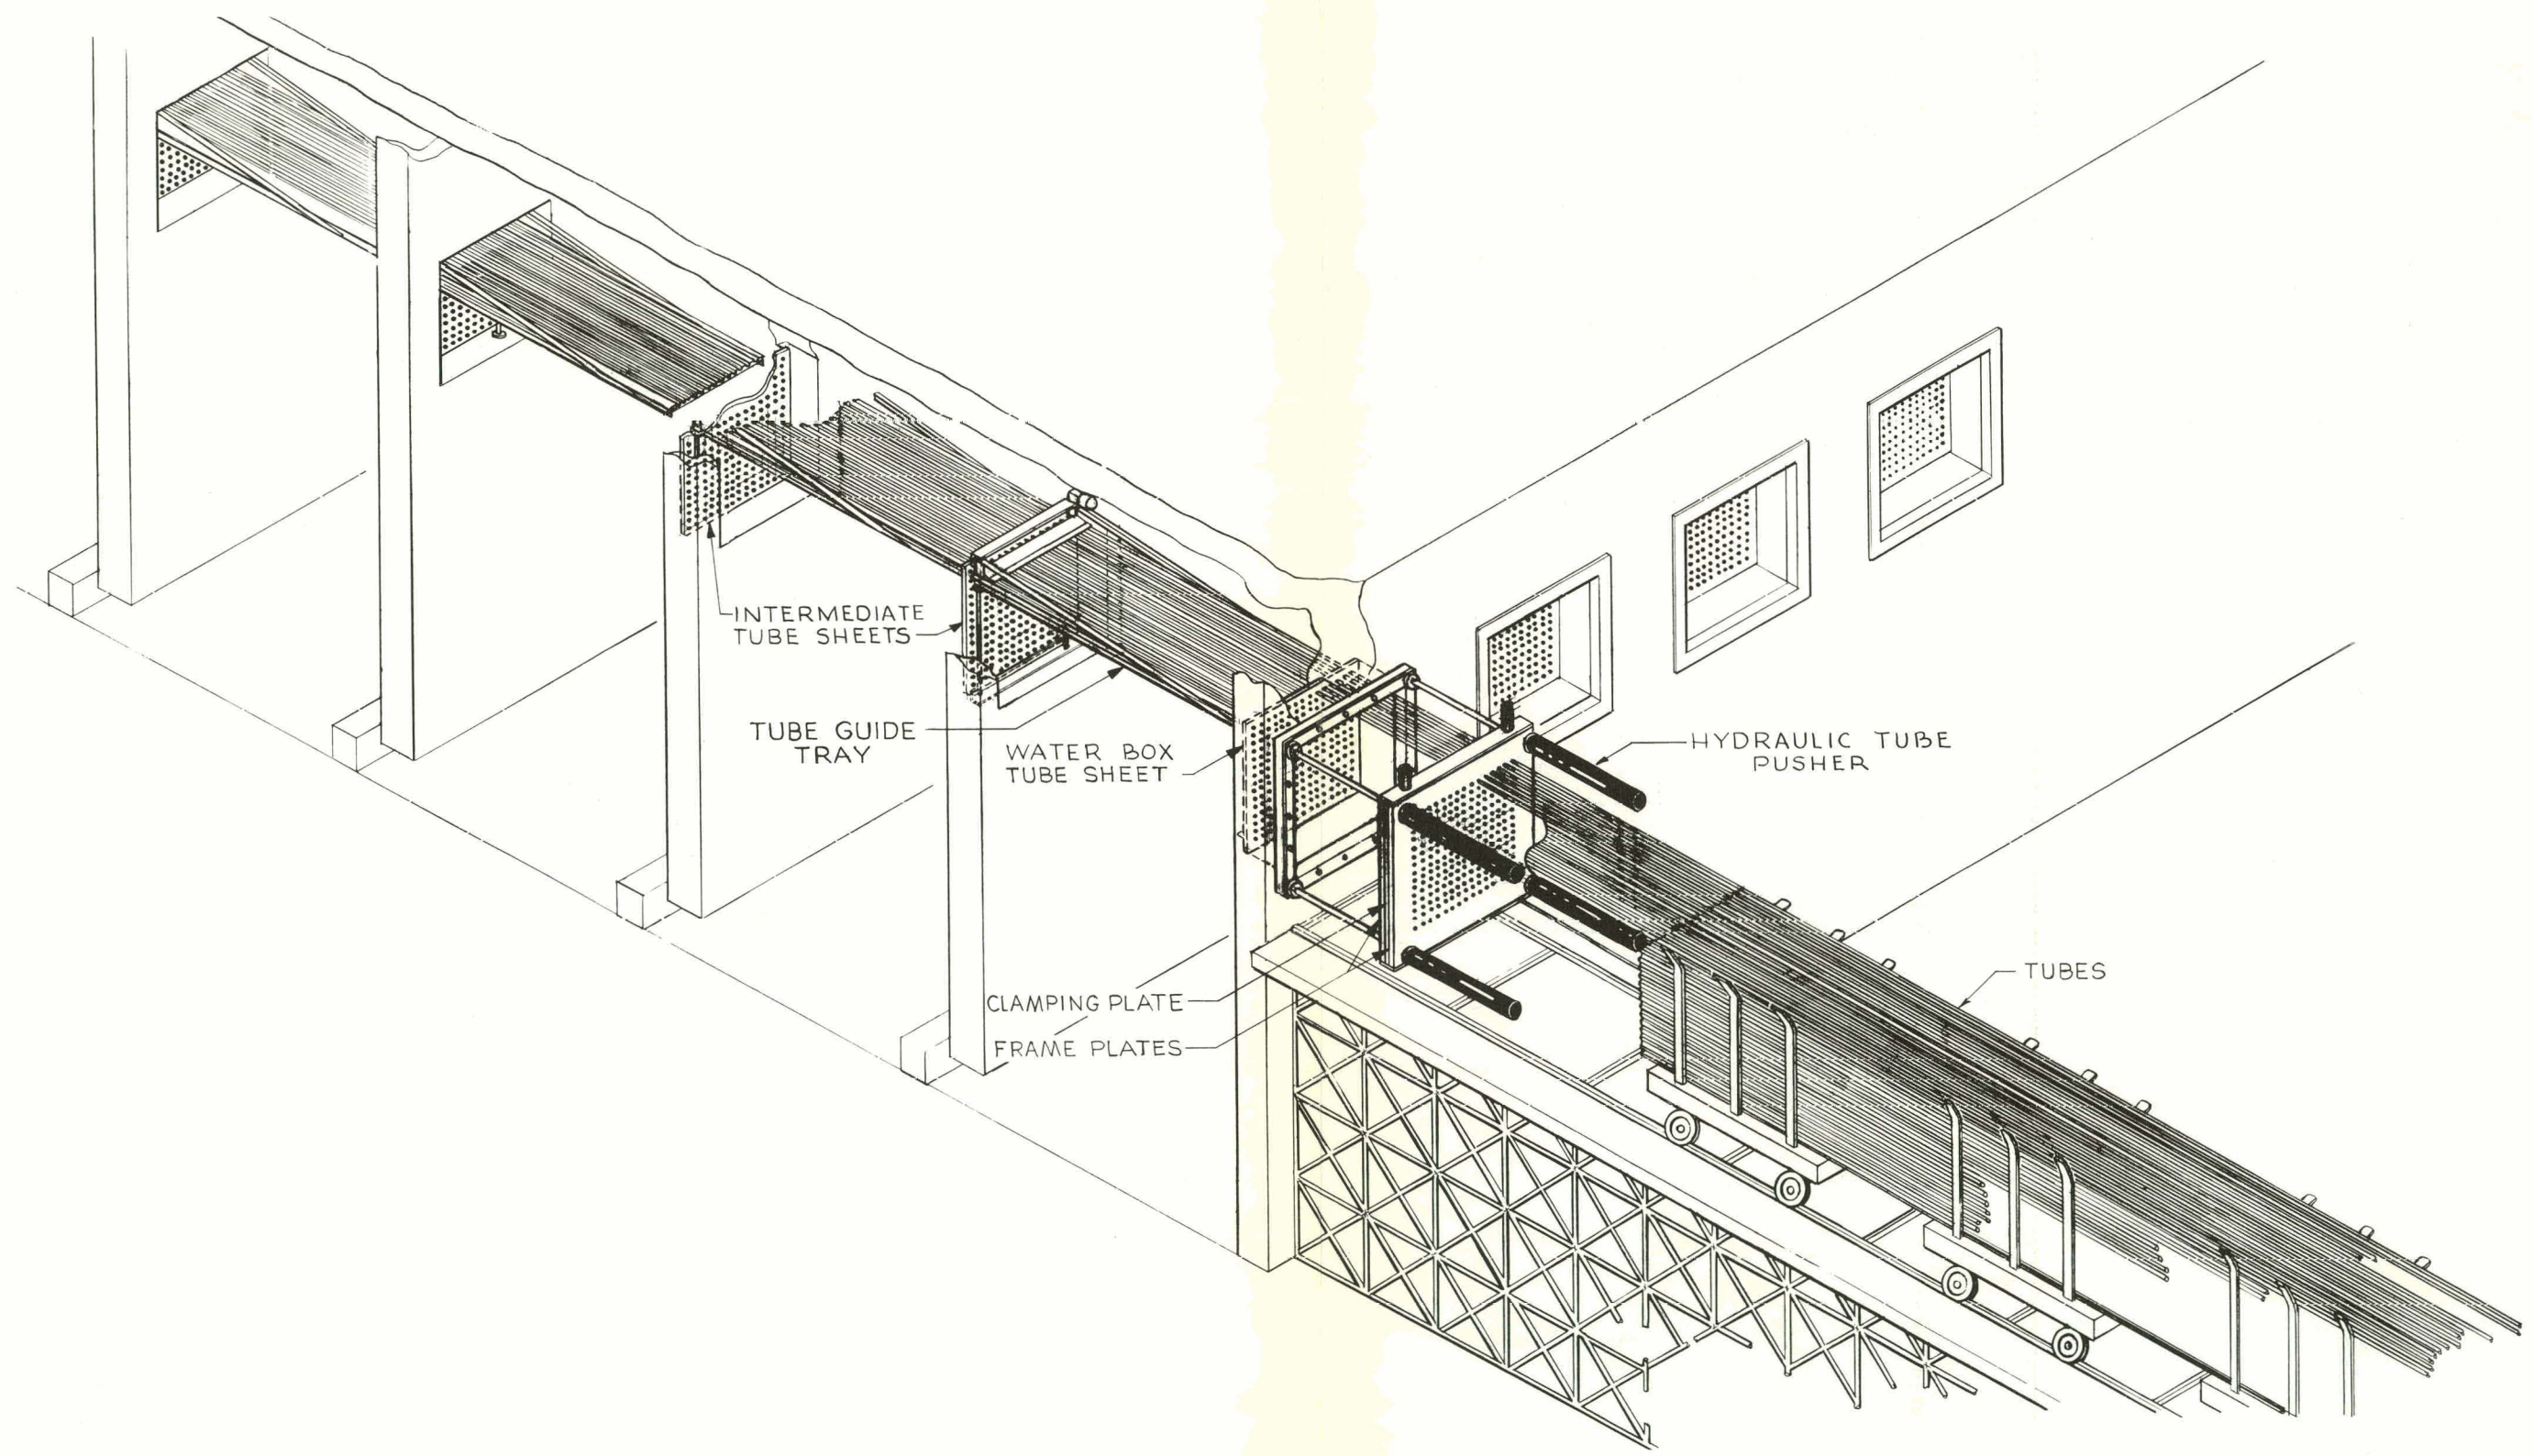 INTERMEDIATE
TUBE SHEETS
TUBE GUIDE
TRAY
WATER BOX
TUBE SHEET
HYDRAULIC TUBE
PUSHER
TUBES
CLAMPING PLATE
FRAME PLATES